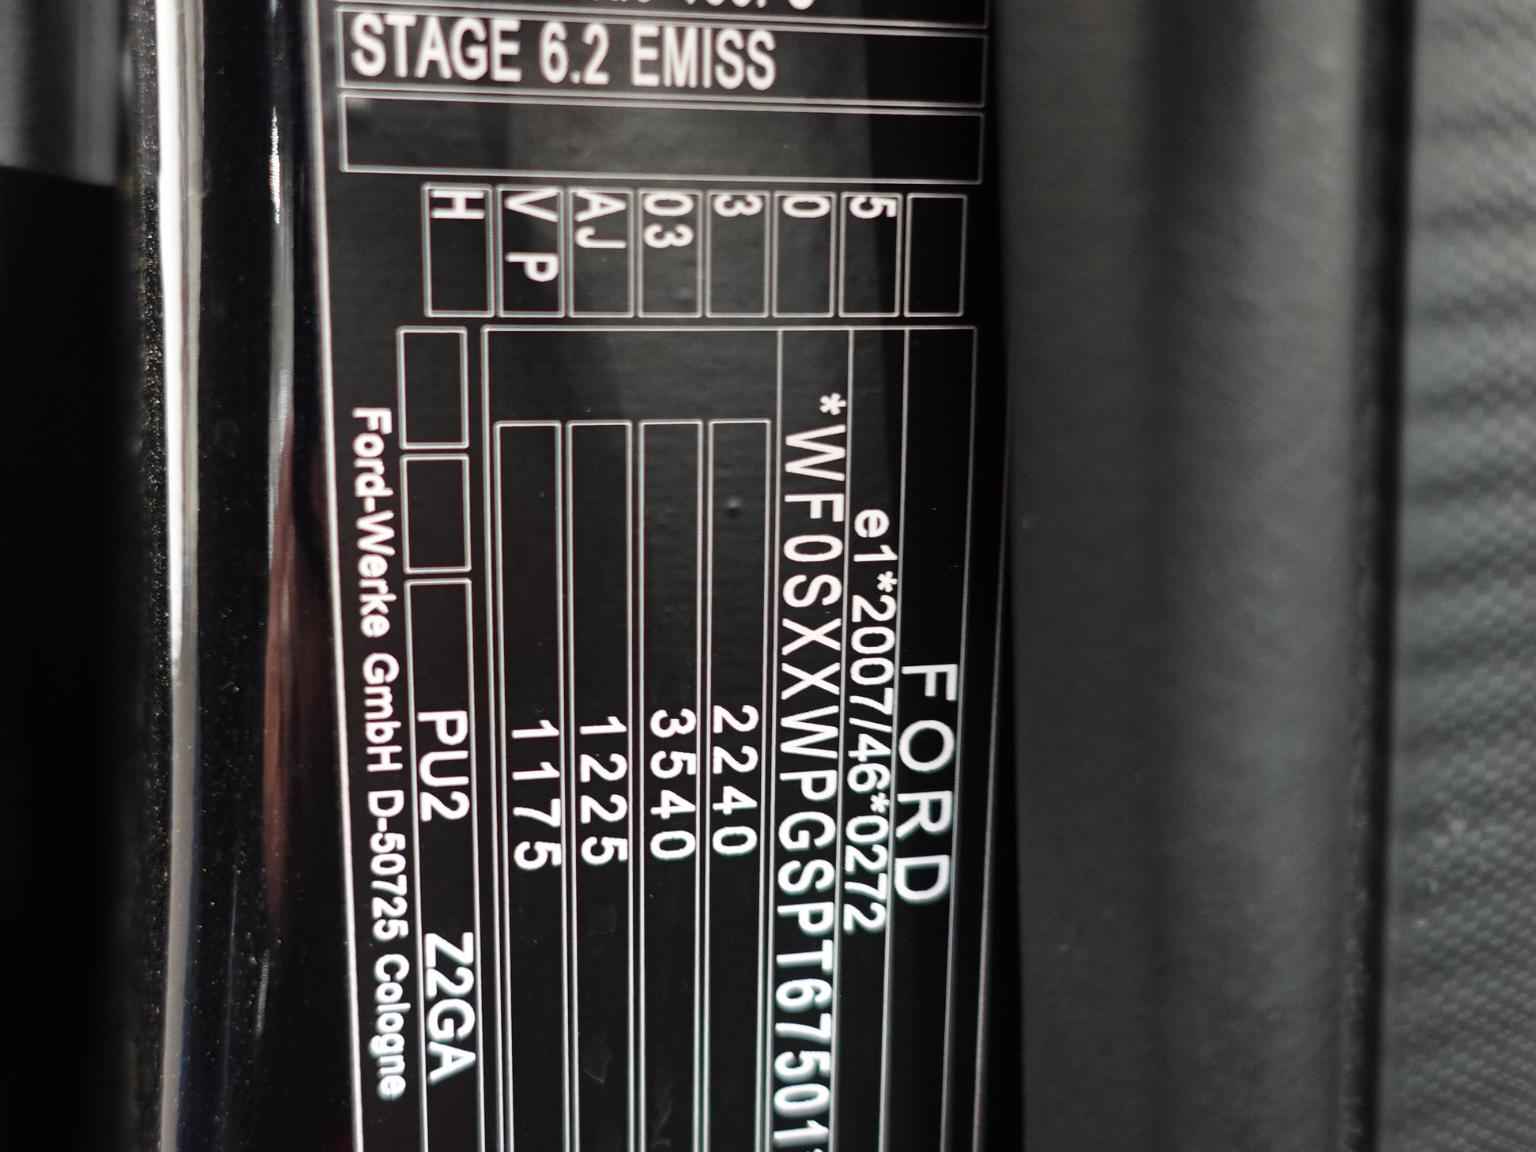 STAGE 6.2 EMISS
FORD
e1*2007/46*0272
*WF0SXXWPGSPT67501
2240
3540
1225
1175
5
0
3
03
AJ
V P
H
PU2 Z2GA
Ford-Werke GmbH D-50725 Cologne